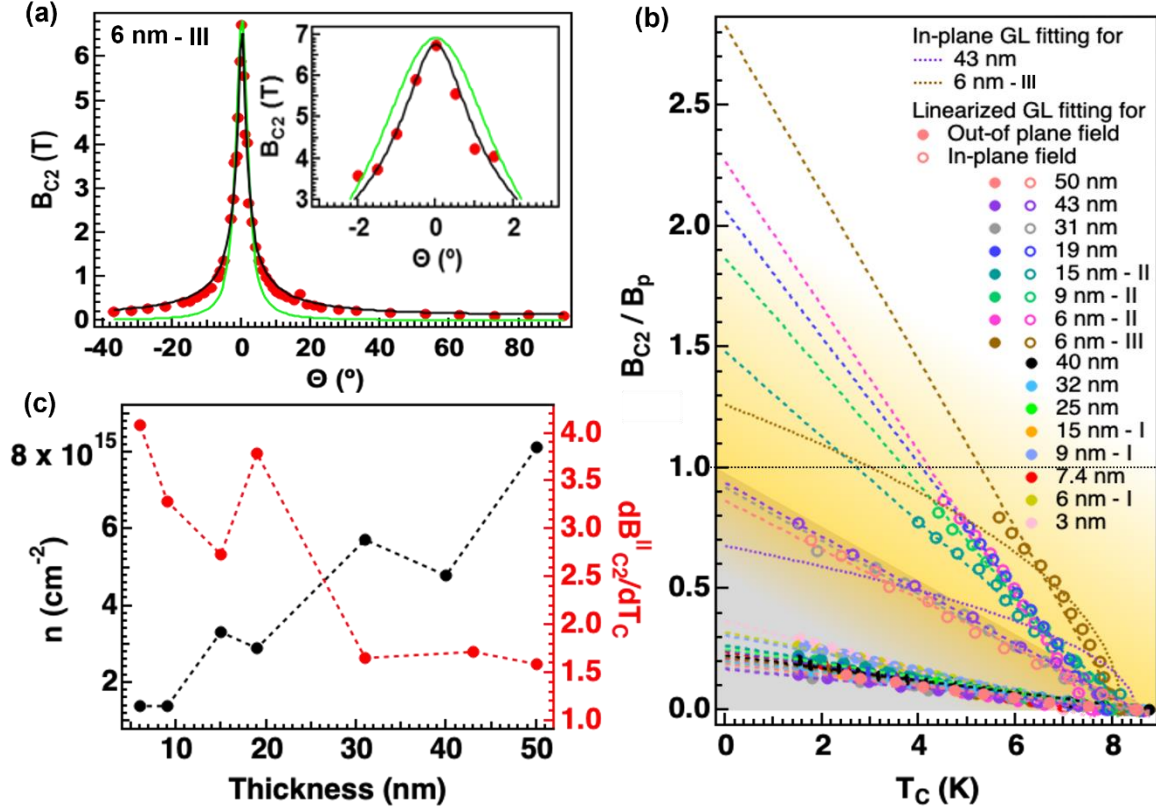 (a)
6 nm - III
B_C2 (T)
6
5
4
3
2
1
0
-40
-20
0
20
40
60
80
Θ (º)
B_C2 (T)
7
6
5
4
3
-2
0
2
Θ (º)
(b)
B_C2 / B_p
2.5
2.0
1.5
1.0
0.5
0.0
0
2
4
6
8
T_C (K)
In-plane GL fitting for
43 nm
6 nm - III
Linearized GL fitting for
Out-of plane field
In-plane field
50 nm
43 nm
31 nm
19 nm
15 nm - II
9 nm - II
6 nm - II
6 nm - III
40 nm
32 nm
25 nm
15 nm - I
9 nm - I
7.4 nm
6 nm - I
3 nm
(c)
n (cm⁻²)
8 x 10¹⁵
6
4
2
10
20
30
40
50
Thickness (nm)
4.0
3.5
3.0
2.5
2.0
1.5
1.0
dB^||_C2/dT_C